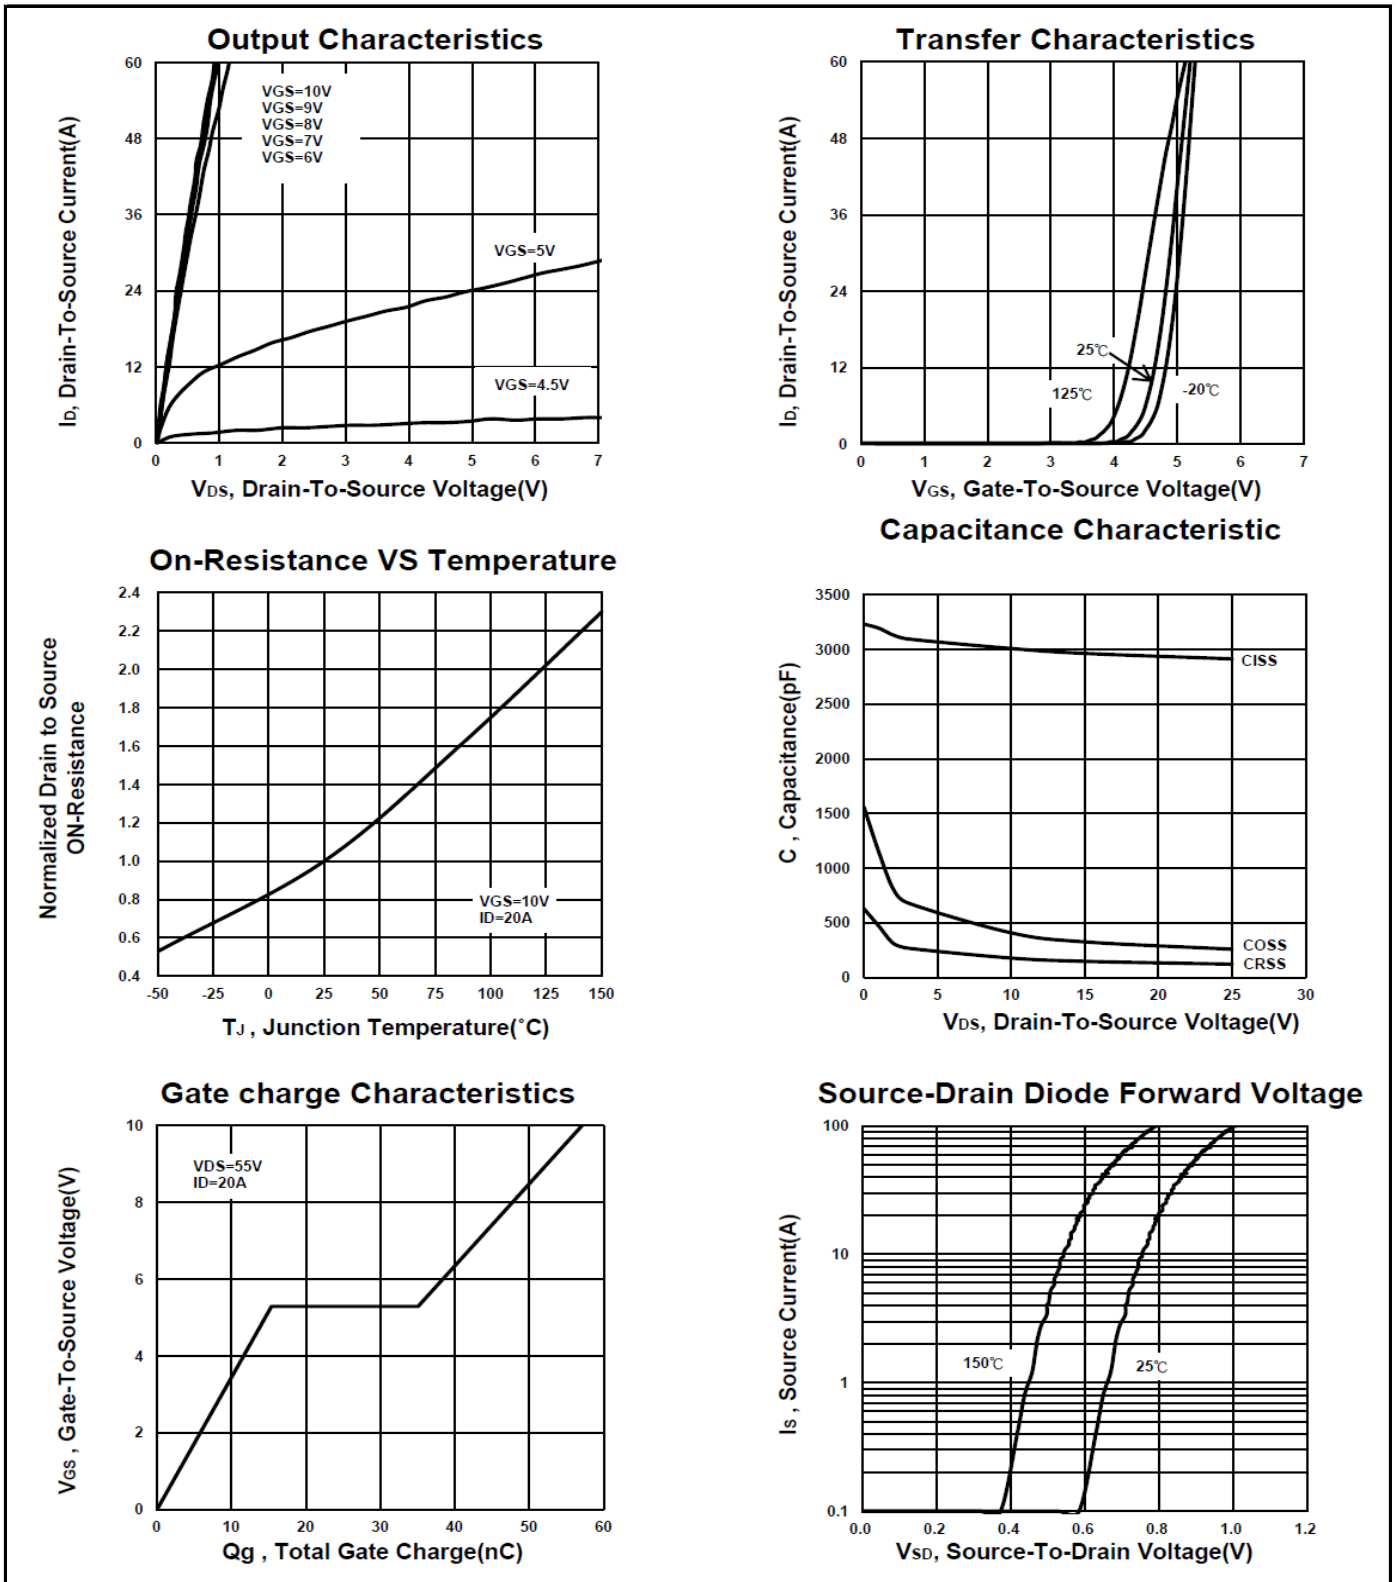 Output Characteristics
60
48
36
24
12
0
ID, Drain-To-Source Current(A)
VGS=10V
VGS=9V
VGS=8V
VGS=7V
VGS=6V
VGS=5V
VGS=4.5V
0 1 2 3 4 5 6 7
VDS, Drain-To-Source Voltage(V)
Transfer Characteristics
60
48
36
24
12
0
ID, Drain-To-Source Current(A)
25℃
125℃
-20℃
0 1 2 3 4 5 6 7
VGS, Gate-To-Source Voltage(V)
On-Resistance VS Temperature
2.4
2.2
2.0
1.8
1.6
1.4
1.2
1.0
0.8
0.6
0.4
Normalized Drain to Source
ON-Resistance
VGS=10V
ID=20A
-50 -25 0 25 50 75 100 125 150
TJ , Junction Temperature(°C)
Capacitance Characteristic
3500
3000
2500
2000
1500
1000
500
0
C , Capacitance(pF)
CISS
COSS
CRSS
0 5 10 15 20 25 30
VDS, Drain-To-Source Voltage(V)
Gate charge Characteristics
10
8
6
4
2
0
VGS , Gate-To-Source Voltage(V)
VDS=55V
ID=20A
0 10 20 30 40 50 60
Qg , Total Gate Charge(nC)
Source-Drain Diode Forward Voltage
100
10
1
0.1
IS , Source Current(A)
150℃
25℃
0.0 0.2 0.4 0.6 0.8 1.0 1.2
VSD, Source-To-Drain Voltage(V)